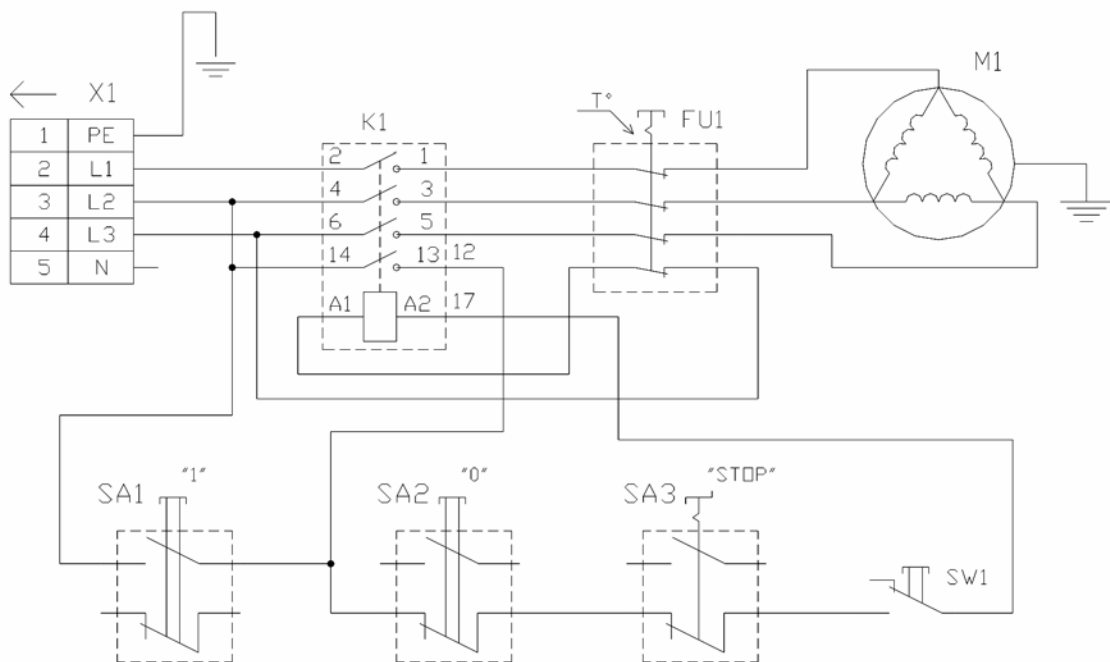 X1
1 PE
2 L1
3 L2
4 L3
5 N
K1
2 1
4 3
6 5
14 13 12
A1 A2 17
T°
FU1
M1
SA1 "1"
SA2 "0"
SA3 "STOP"
SW1